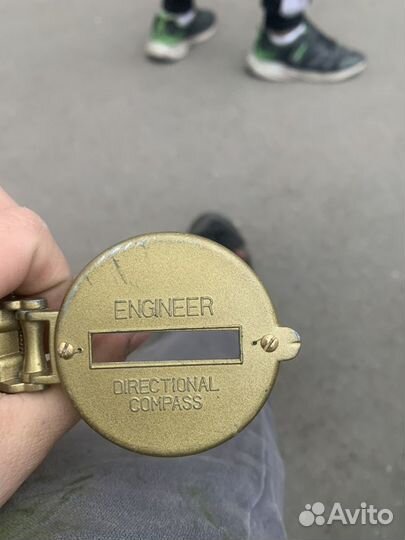 ENGINEER
DIRECTIONAL
COMPASS
Avito